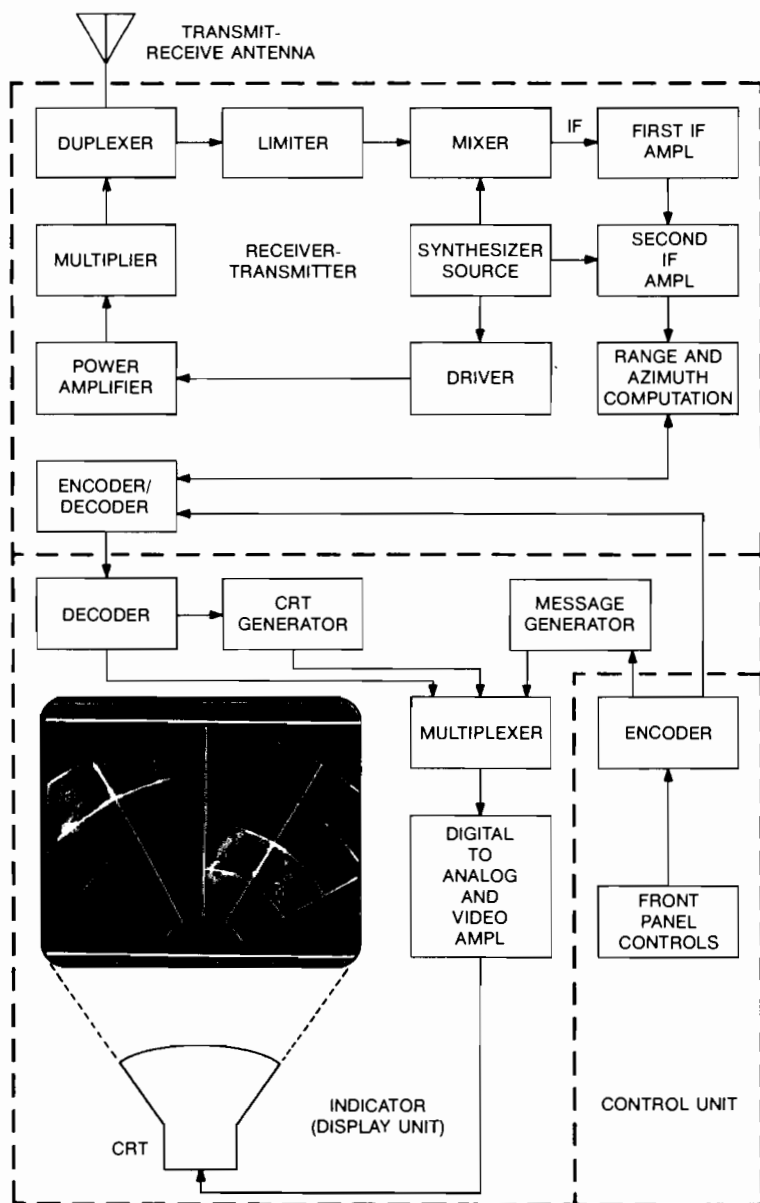 TRANSMIT-
RECEIVE ANTENNA
DUPLEXER
LIMITER
MIXER
IF
FIRST IF
AMPL
MULTIPLIER
RECEIVER-
TRANSMITTER
SYNTHESIZER
SOURCE
SECOND
IF
AMPL
POWER
AMPLIFIER
DRIVER
RANGE AND
AZIMUTH
COMPUTATION
ENCODER/
DECODER
DECODER
CRT
GENERATOR
MESSAGE
GENERATOR
MULTIPLEXER
ENCODER
DIGITAL
TO
ANALOG
AND
VIDEO
AMPL
FRONT
PANEL
CONTROLS
INDICATOR
(DISPLAY UNIT)
CONTROL UNIT
CRT